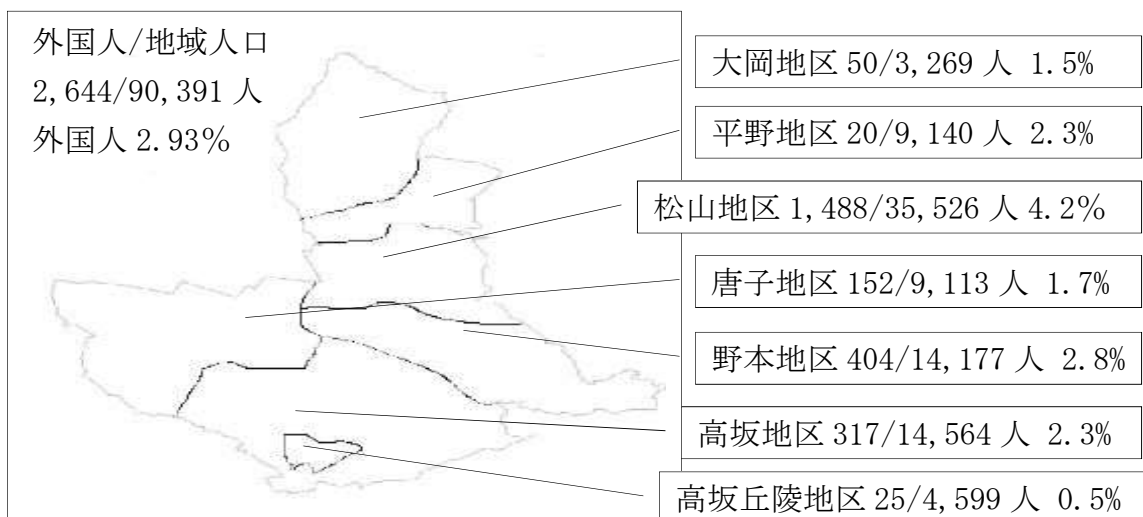 外国人/地域人口
2,644/90,391 人
外国人 2.93％
大岡地区 50/3,269 人 1.5%
平野地区 20/9,140 人 2.3%
松山地区 1,488/35,526 人 4.2％
唐子地区 152/9,113 人 1.7%
野本地区 404/14,177 人 2.8%
高坂地区 317/14,564 人 2.3%
高坂丘陵地区 25/4,599 人 0.5%